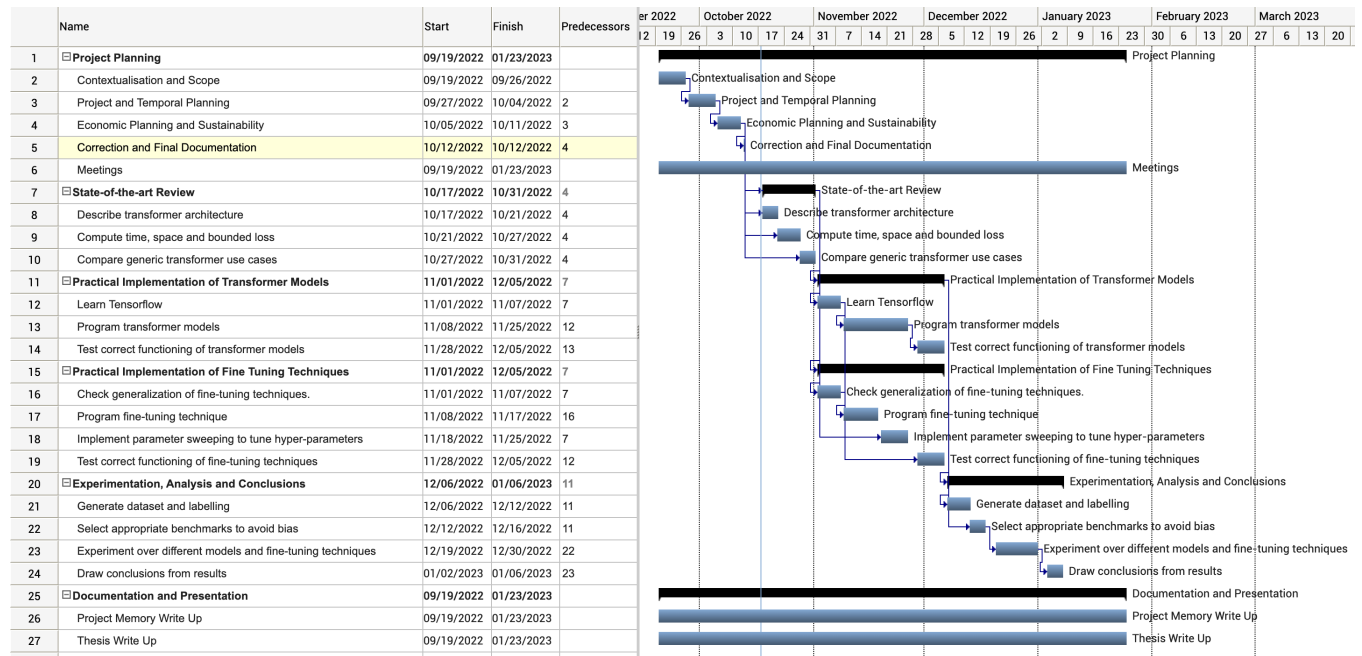 Name Start Finish Predecessors
er 2022 October 2022 November 2022 December 2022 January 2023 February 2023 March 2023
12 19 26 3 10 17 24 31 7 14 21 28 5 12 19 26 2 9 16 23 30 6 13 20 27 6 13 20
1 Project Planning 09/19/2022 01/23/2023 Project Planning
2 Contextualisation and Scope 09/19/2022 09/26/2022 Contextualisation and Scope
3 Project and Temporal Planning 09/27/2022 10/04/2022 2 Project and Temporal Planning
4 Economic Planning and Sustainability 10/05/2022 10/11/2022 3 Economic Planning and Sustainability
5 Correction and Final Documentation 10/12/2022 10/12/2022 4 Correction and Final Documentation
6 Meetings 09/19/2022 01/23/2023 Meetings
7 State-of-the-art Review 10/17/2022 10/31/2022 4 State-of-the-art Review
8 Describe transformer architecture 10/17/2022 10/21/2022 4 Describe transformer architecture
9 Compute time, space and bounded loss 10/21/2022 10/27/2022 4 Compute time, space and bounded loss
10 Compare generic transformer use cases 10/27/2022 10/31/2022 4 Compare generic transformer use cases
11 Practical Implementation of Transformer Models 11/01/2022 12/05/2022 7 Practical Implementation of Transformer Models
12 Learn Tensorflow 11/01/2022 11/07/2022 7 Learn Tensorflow
13 Program transformer models 11/08/2022 11/25/2022 12 Program transformer models
14 Test correct functioning of transformer models 11/28/2022 12/05/2022 13 Test correct functioning of transformer models
15 Practical Implementation of Fine Tuning Techniques 11/01/2022 12/05/2022 7 Practical Implementation of Fine Tuning Techniques
16 Check generalization of fine-tuning techniques. 11/01/2022 11/07/2022 7 Check generalization of fine-tuning techniques.
17 Program fine-tuning technique 11/08/2022 11/17/2022 16 Program fine-tuning technique
18 Implement parameter sweeping to tune hyper-parameters 11/18/2022 11/25/2022 7 Implement parameter sweeping to tune hyper-parameters
19 Test correct functioning of fine-tuning techniques 11/28/2022 12/05/2022 12 Test correct functioning of fine-tuning techniques
20 Experimentation, Analysis and Conclusions 12/06/2022 01/06/2023 11 Experimentation, Analysis and Conclusions
21 Generate dataset and labelling 12/06/2022 12/12/2022 11 Generate dataset and labelling
22 Select appropriate benchmarks to avoid bias 12/12/2022 12/16/2022 11 Select appropriate benchmarks to avoid bias
23 Experiment over different models and fine-tuning techniques 12/19/2022 12/30/2022 22 Experiment over different models and fine-tuning techniques
24 Draw conclusions from results 01/02/2023 01/06/2023 23 Draw conclusions from results
25 Documentation and Presentation 09/19/2022 01/23/2023 Documentation and Presentation
26 Project Memory Write Up 09/19/2022 01/23/2023 Project Memory Write Up
27 Thesis Write Up 09/19/2022 01/23/2023 Thesis Write Up